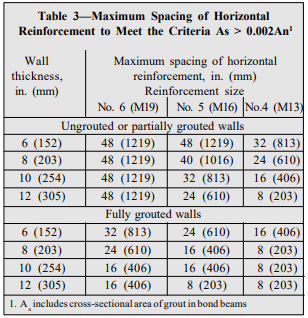 Table 3—Maximum Spacing of Horizontal
Reinforcement to Meet the Criteria As > 0.002An¹
Wall thickness, in. (mm) Maximum spacing of horizontal reinforcement, in. (mm)
Reinforcement size
No. 6 (M19) No. 5 (M16) No.4 (M13)
Ungrouted or partially grouted walls
6 (152) 48 (1219) 48 (1219) 32 (813)
8 (203) 48 (1219) 40 (1016) 24 (610)
10 (254) 48 (1219) 32 (813) 16 (406)
12 (305) 48 (1219) 24 (610) 8 (203)
Fully grouted walls
6 (152) 32 (813) 24 (610) 16 (406)
8 (203) 24 (610) 16 (406) 8 (203)
10 (254) 16 (406) 16 (406) 8 (203)
12 (305) 16 (406) 8 (203) 8 (203)
1. Aₙ includes cross-sectional area of grout in bond beams